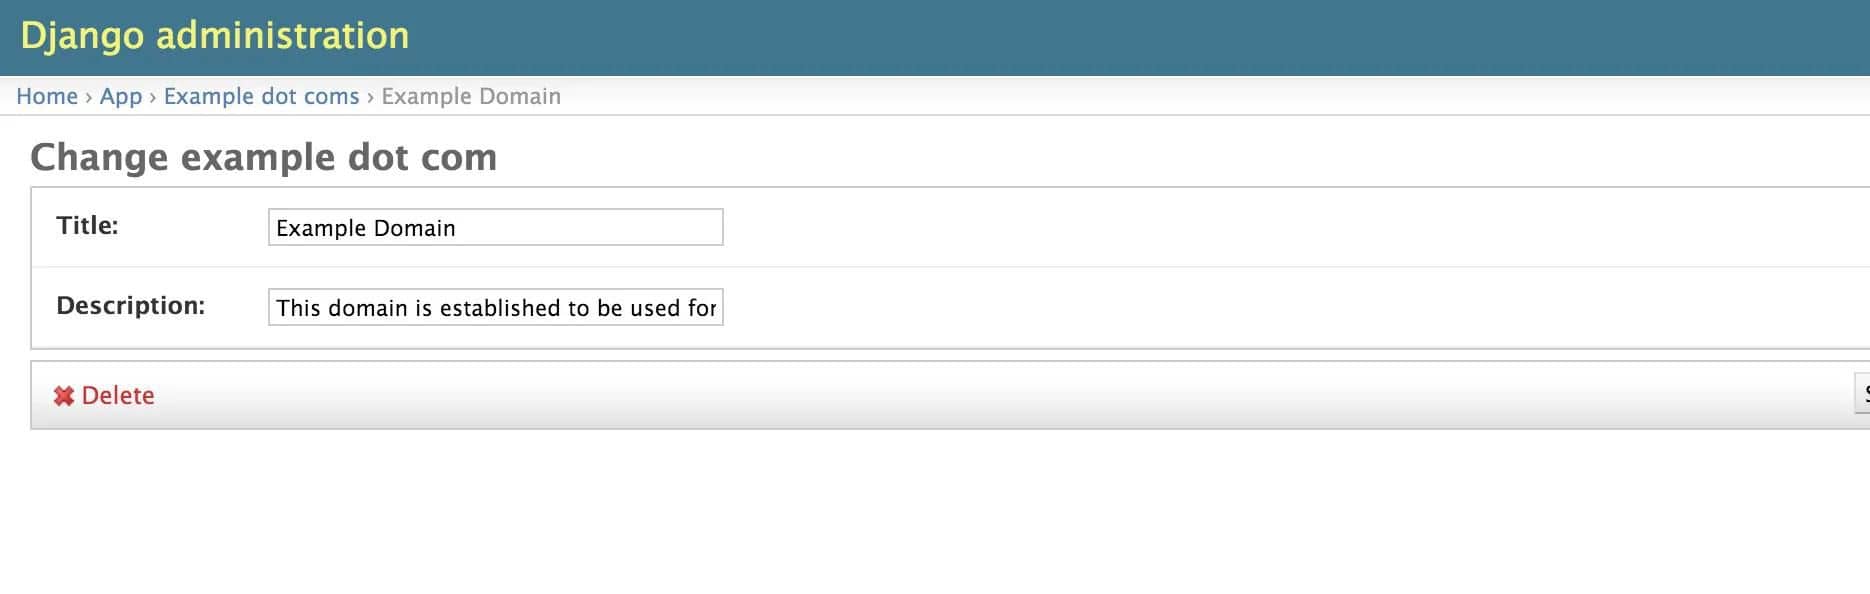 Django administration
Home › App › Example dot coms › Example Domain
Change example dot com
Title: Example Domain
Description: This domain is established to be used for
Delete